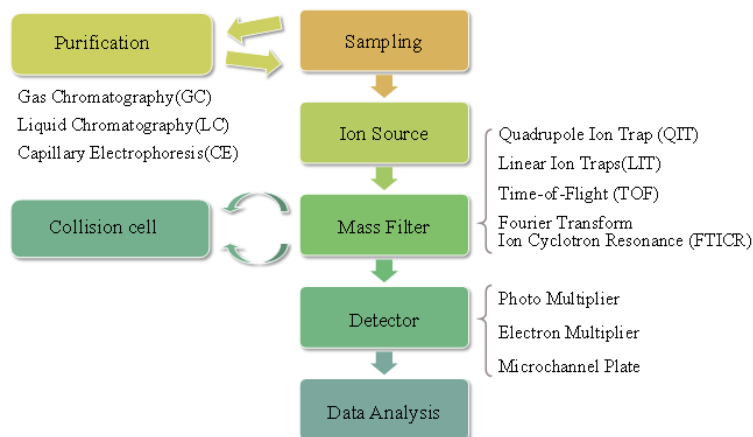 Purification
Sampling
Gas Chromatography(GC)
Liquid Chromatography(LC)
Capillary Electrophoresis(CE)
Ion Source
Quadrupole Ion Trap (QIT)
Linear Ion Traps(LIT)
Time-of-Flight (TOF)
Fourier Transform
Ion Cyclotron Resonance (FTICR)
Collision cell
Mass Filter
Detector
Photo Multiplier
Electron Multiplier
Microchannel Plate
Data Analysis